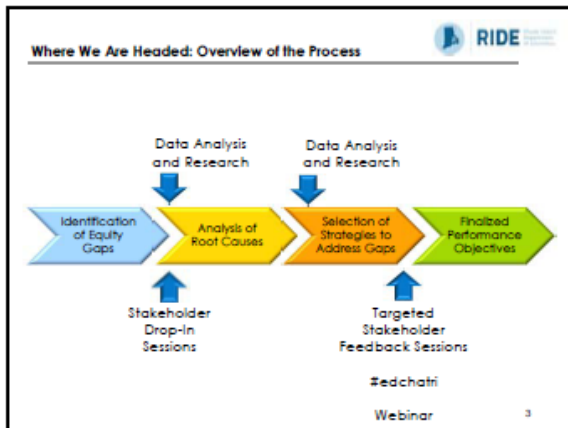 Where We Are Headed: Overview of the Process
RIDE
Data Analysis
and Research
Data Analysis
and Research
Identification
of Equity
Gaps
Analysis of
Root Causes
Selection of
Strategies to
Address Gaps
Finalized
Performance
Objectives
Stakeholder
Drop-In
Sessions
Targeted
Stakeholder
Feedback Sessions
#edchatri
Webinar
3